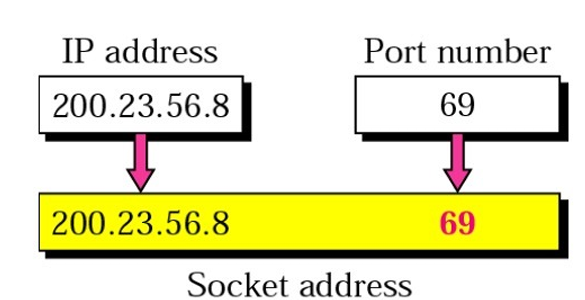 IP address Port number
200.23.56.8 69
200.23.56.8 69
Socket address